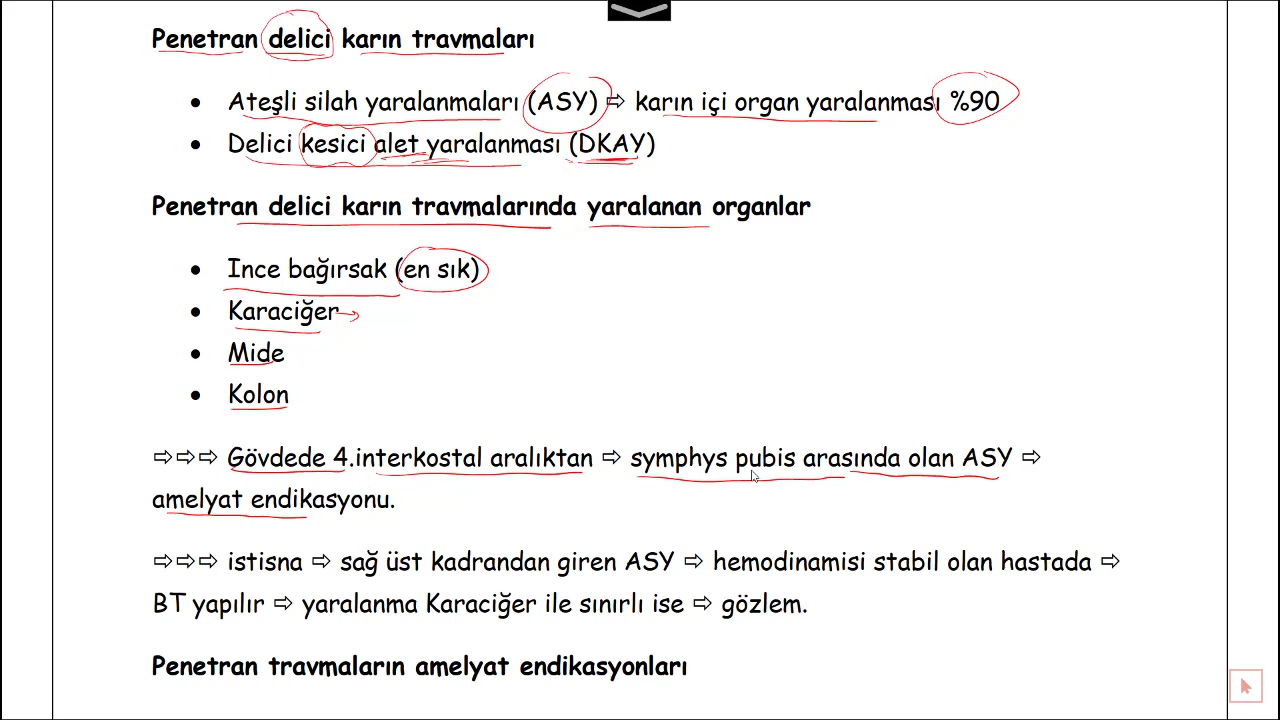 Penetran delici karın travmaları
• Ateşli silah yaralanmaları (ASY) ⇨ karın içi organ yaralanması %90
• Delici kesici alet yaralanması (DKAY)
Penetran delici karın travmalarında yaralanan organlar
• Ince bağırsak (en sık)
• Karaciğer
• Mide
• Kolon
⇨⇨⇨ Gövdede 4.interkostal aralıktan ⇨ symphys pubis arasında olan ASY ⇨
amelyat endikasyonu.
⇨⇨⇨ istisna ⇨ sağ üst kadrandan giren ASY ⇨ hemodinamisi stabil olan hastada ⇨
BT yapılır ⇨ yaralanma Karaciğer ile sınırlı ise ⇨ gözlem.
Penetran travmaların amelyat endikasyonları